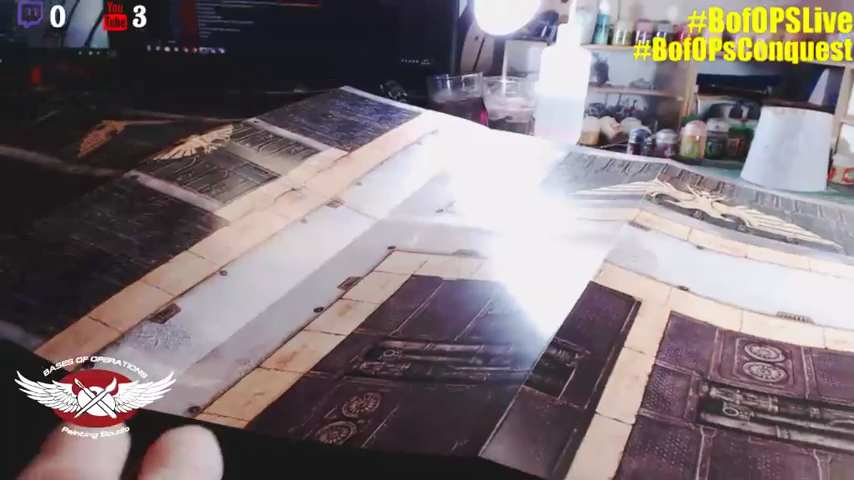 0
You
Tube
3
#BofOPSLive
#BofOPsConquest
BASES OF OPERATIONS
Painting Studio